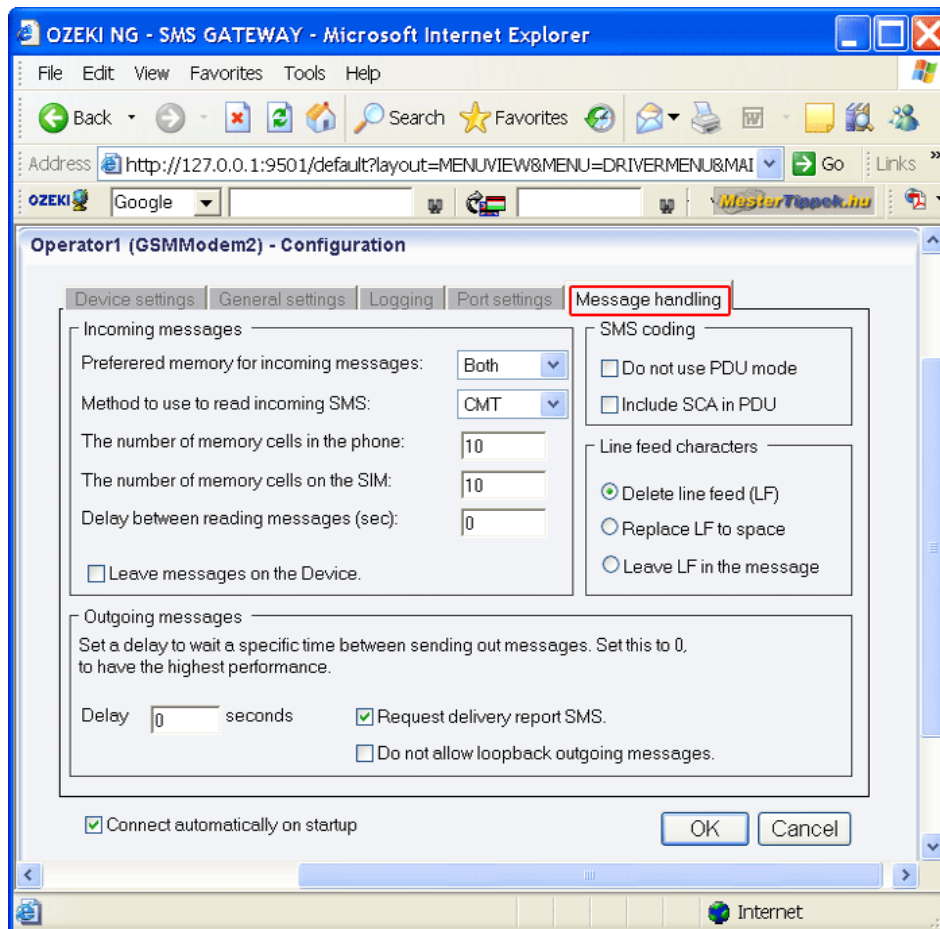 OZEKI NG - SMS GATEWAY - Microsoft Internet Explorer
File Edit View Favorites Tools Help
Back Search Favorites
Address http://127.0.0.1:9501/default?layout=MENUVIEW&MENU=DRIVERMENU&MAI Go Links »
OZEKI Google MesterTippek.hu
Operator1 (GSMModem2) - Configuration
Device settings General settings Logging Port settings Message handling
Incoming messages
Preferered memory for incoming messages: Both
Method to use to read incoming SMS: CMT
The number of memory cells in the phone: 10
The number of memory cells on the SIM: 10
Delay between reading messages (sec): 0
Leave messages on the Device.
SMS coding
Do not use PDU mode
Include SCA in PDU
Line feed characters
Delete line feed (LF)
Replace LF to space
Leave LF in the message
Outgoing messages
Set a delay to wait a specific time between sending out messages. Set this to 0,
to have the highest performance.
Delay 0 seconds Request delivery report SMS.
Do not allow loopback outgoing messages.
Connect automatically on startup OK Cancel
Internet